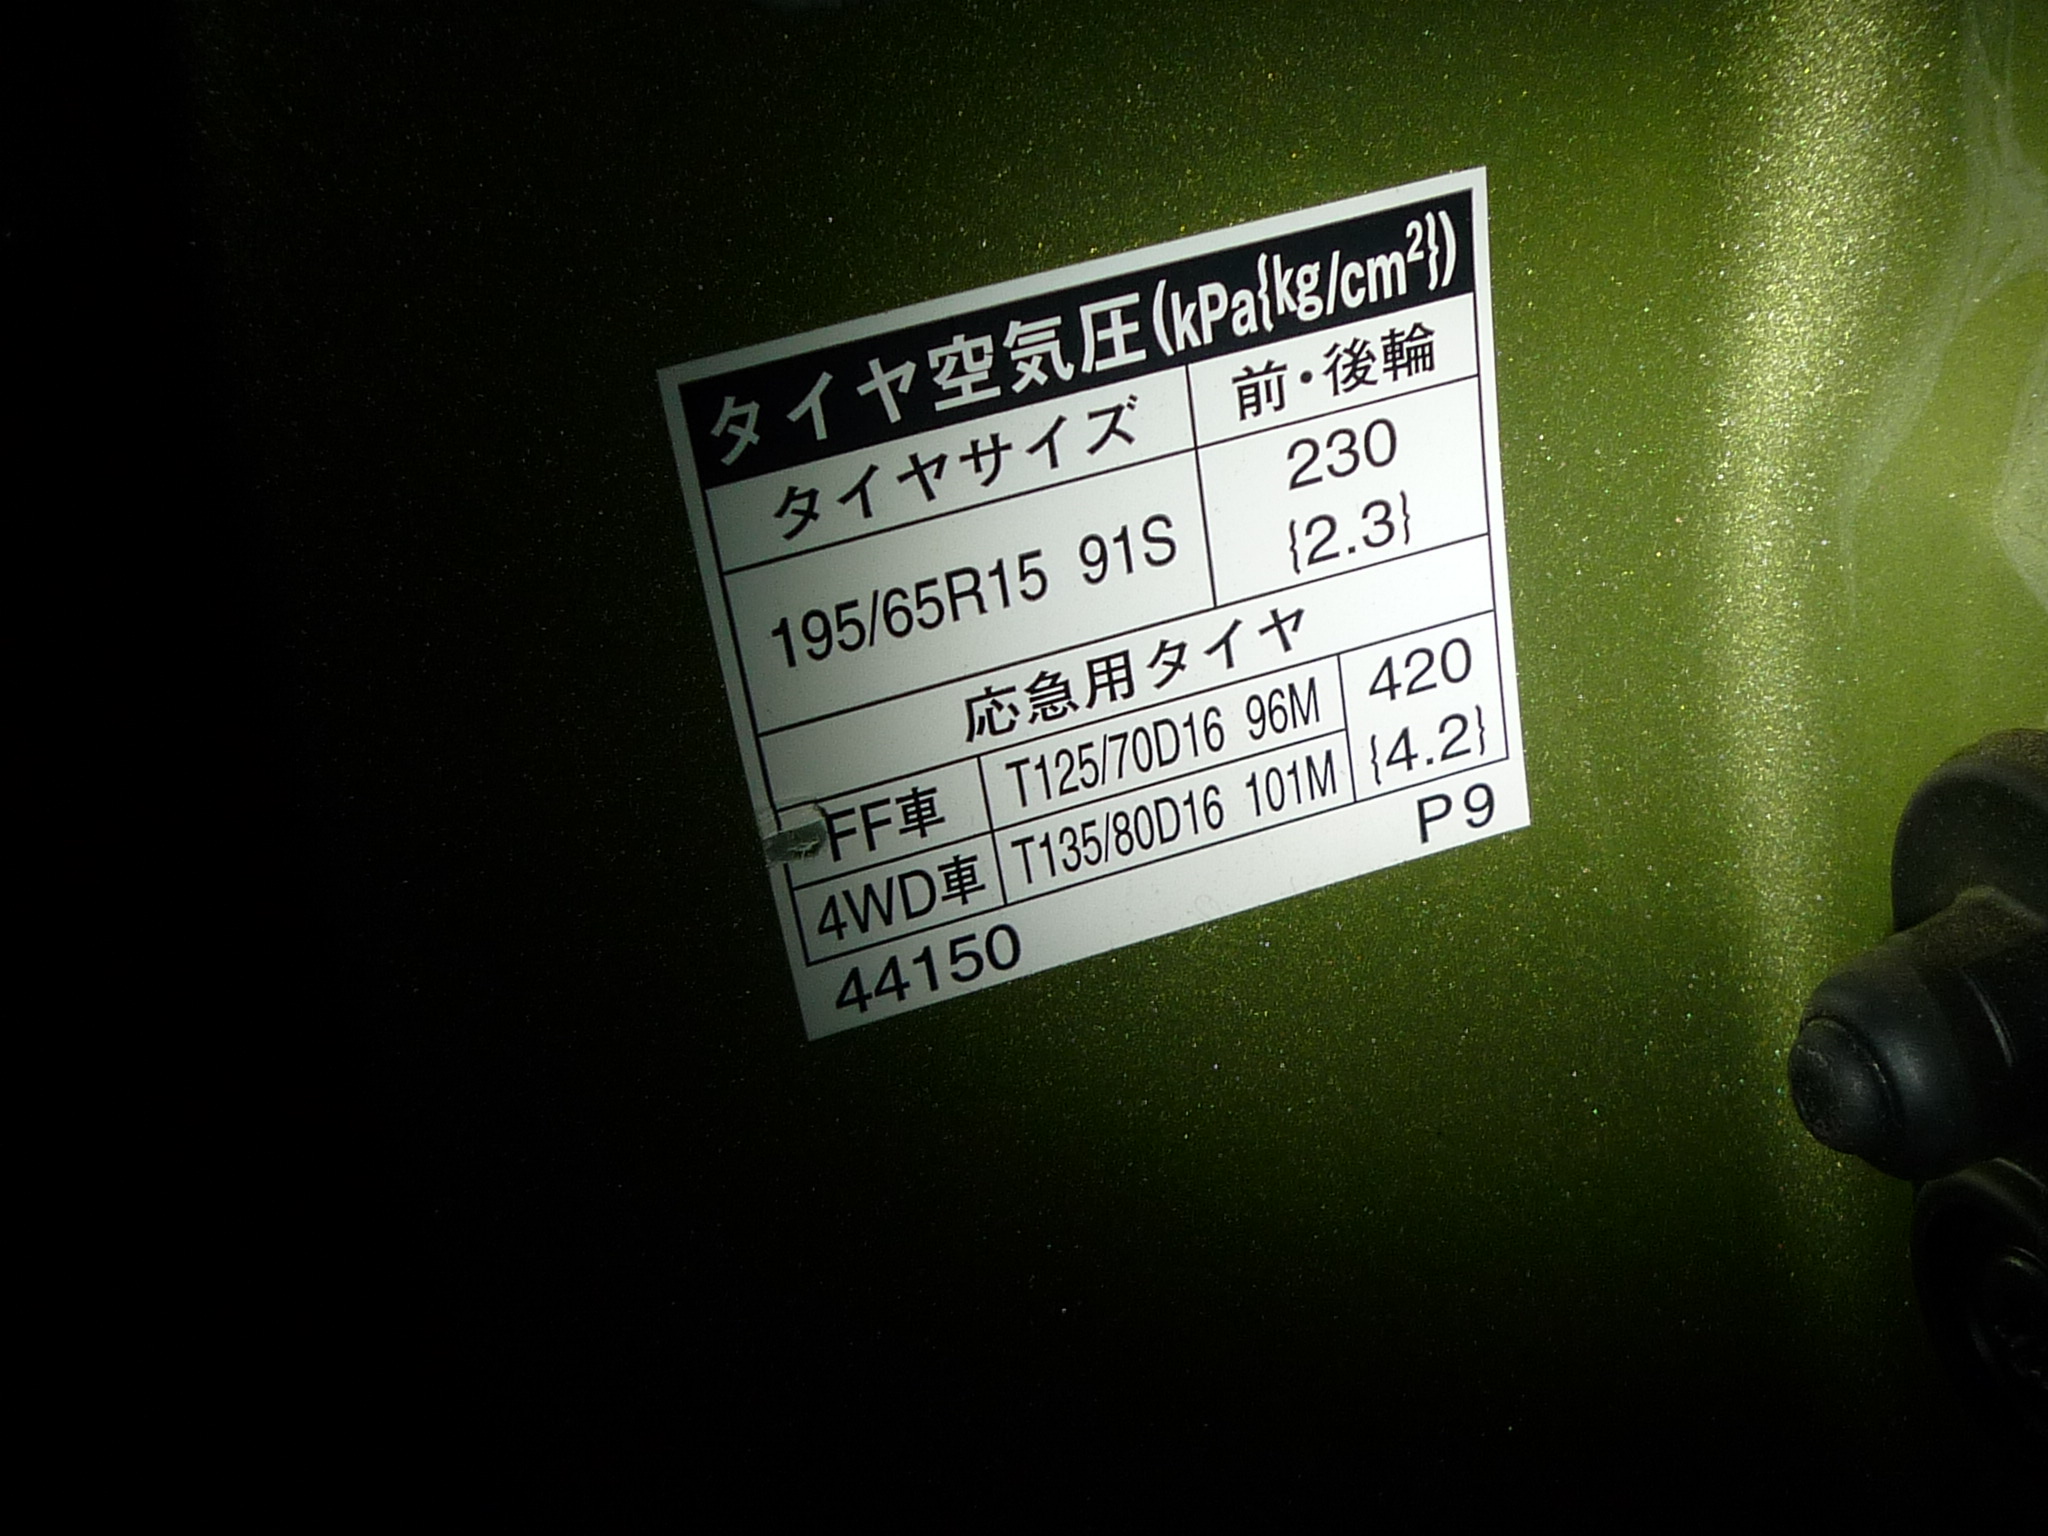 タイヤ空気圧(kPa{kg/cm²})
タイヤサイズ 前・後輪
195/65R15 91S 230
{2.3}
応急用タイヤ
FF車 T125/70D16 96M 420
4WD車 T135/80D16 101M {4.2}
44150 P9